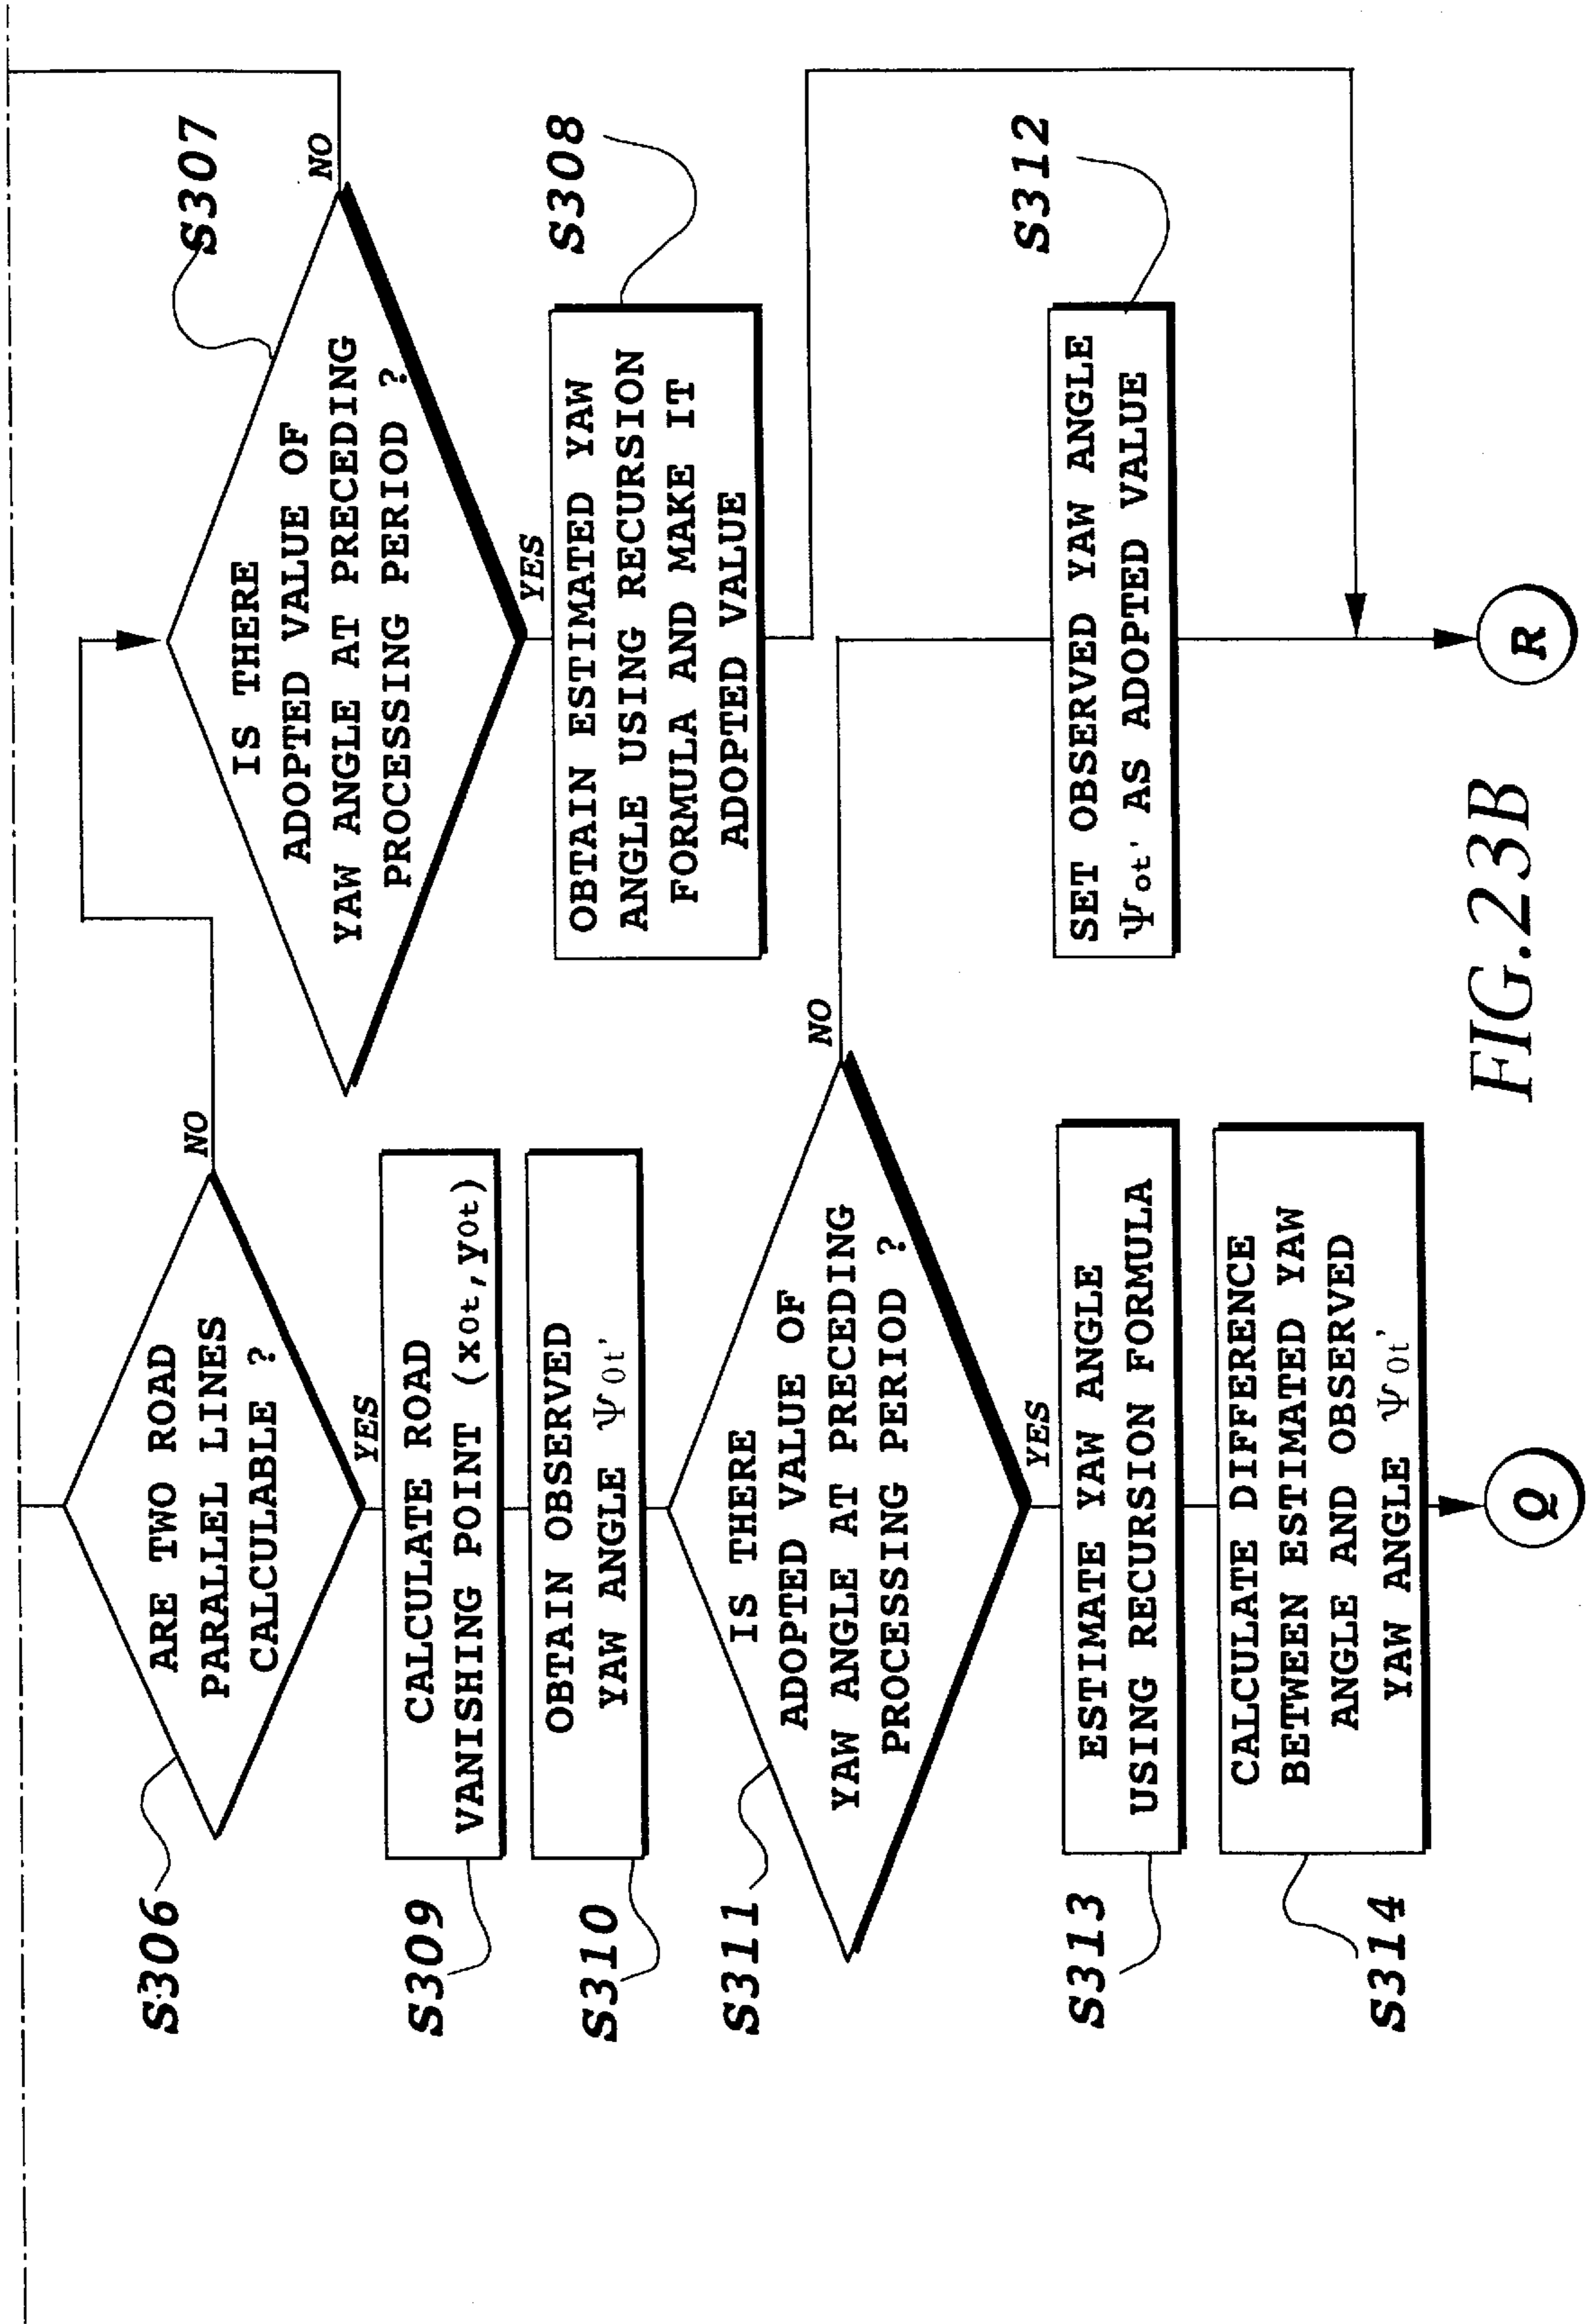 S306
ARE TWO ROAD
PARALLEL LINES
CALCULABLE ?
NO
YES
S307
IS THERE
ADOPTED VALUE OF
YAW ANGLE AT PRECEDING
PROCESSING PERIOD ?
NO
YES
S308
OBTAIN ESTIMATED YAW
ANGLE USING RECURSION
FORMULA AND MAKE IT
ADOPTED VALUE
S309
CALCULATE ROAD
VANISHING POINT (x0t,y0t)
S310
OBTAIN OBSERVED
YAW ANGLE Ψ0t'
S311
IS THERE
ADOPTED VALUE OF
YAW ANGLE AT PRECEDING
PROCESSING PERIOD ?
NO
YES
S312
SET OBSERVED YAW ANGLE
Ψot' AS ADOPTED VALUE
S313
ESTIMATE YAW ANGLE
USING RECURSION FORMULA
S314
CALCULATE DIFFERENCE
BETWEEN ESTIMATED YAW
ANGLE AND OBSERVED
YAW ANGLE Ψ0t'
Q
R
FIG.23B